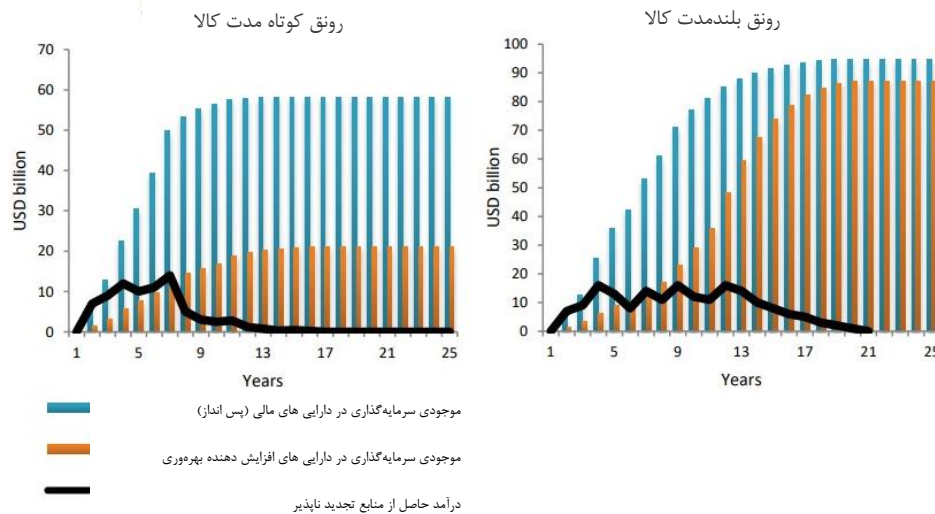 رونق کوتاه مدت کالا
70
60
50
40
30
20
10
0
USD billion
1 5 9 13 17 21 25
Years
رونق بلندمدت کالا
100
90
80
70
60
50
40
30
20
10
0
USD billion
1 5 9 13 17 21 25
Years
موجودی سرمایه‌گذاری در دارایی های مالی (پس انداز)
موجودی سرمایه‌گذاری در دارایی های افزایش دهنده بهره‌وری
درآمد حاصل از منابع تجدید ناپذیر